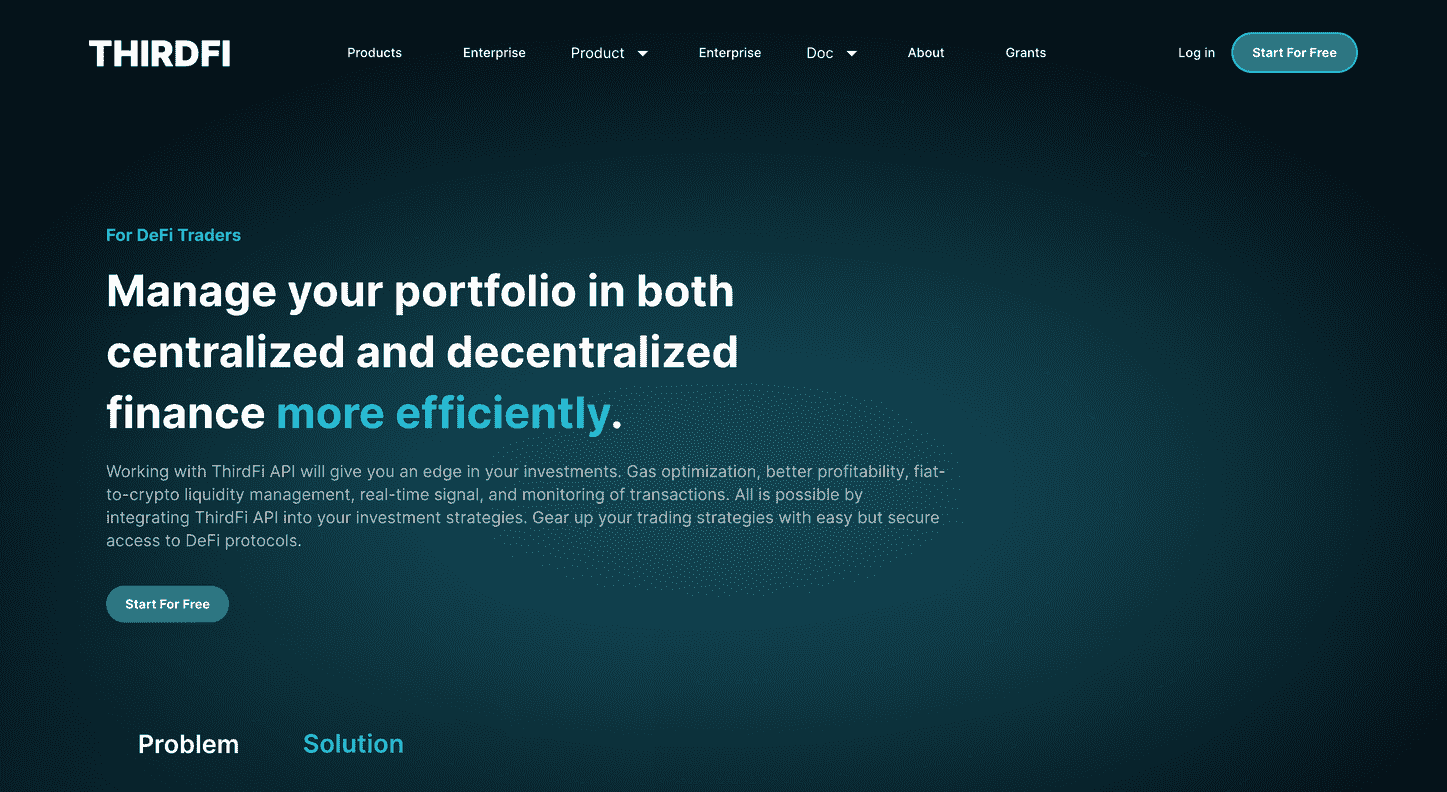 THIRDFI
Products Enterprise Product Enterprise Doc About Grants
Log in Start For Free
For DeFi Traders
Manage your portfolio in both
centralized and decentralized
finance more efficiently.
Working with ThirdFi API will give you an edge in your investments. Gas optimization, better profitability, fiat-
to-crypto liquidity management, real-time signal, and monitoring of transactions. All is possible by
integrating ThirdFi API into your investment strategies. Gear up your trading strategies with easy but secure
access to DeFi protocols.
Start For Free
Problem Solution